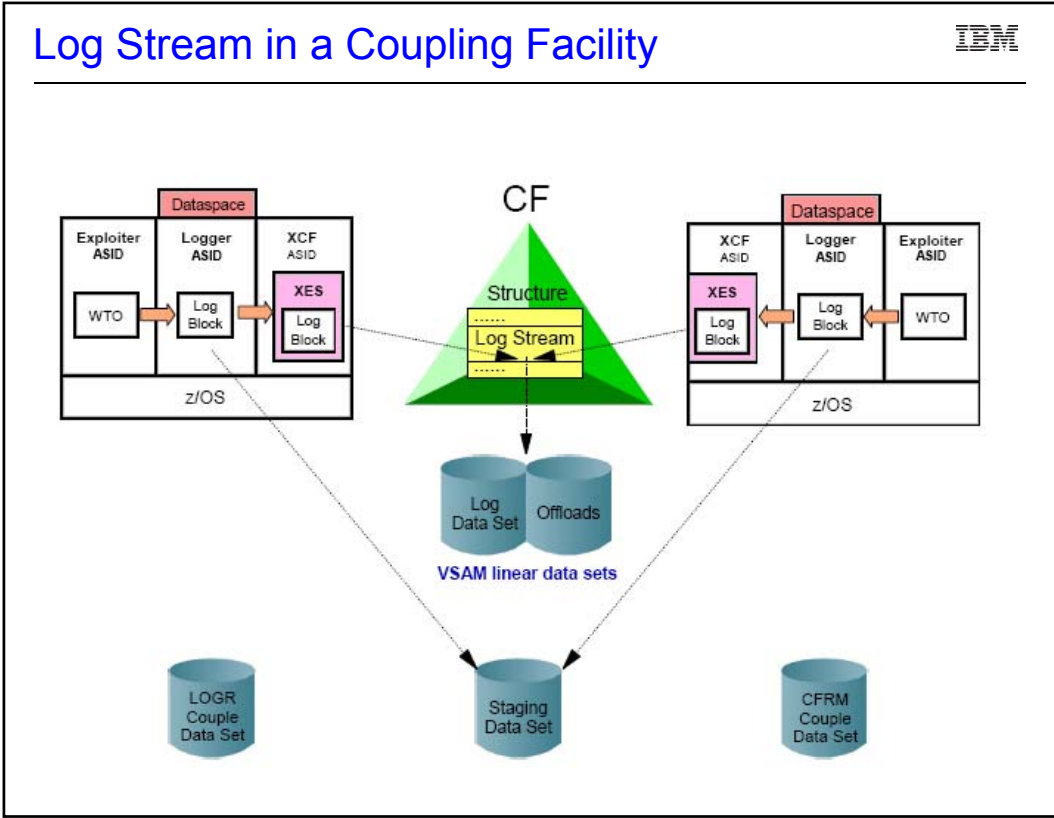 Log Stream in a Coupling Facility
IBM
Dataspace
Exploiter
ASID
Logger
ASID
XCF
ASID
WTO
Log
Block
XES
Log
Block
z/OS
CF
Structure
......
Log Stream
......
Dataspace
XCF
ASID
Logger
ASID
Exploiter
ASID
XES
Log
Block
Log
Block
WTO
z/OS
Log
Data Set
Offloads
VSAM linear data sets
LOGR
Couple
Data Set
Staging
Data Set
CFRM
Couple
Data Set